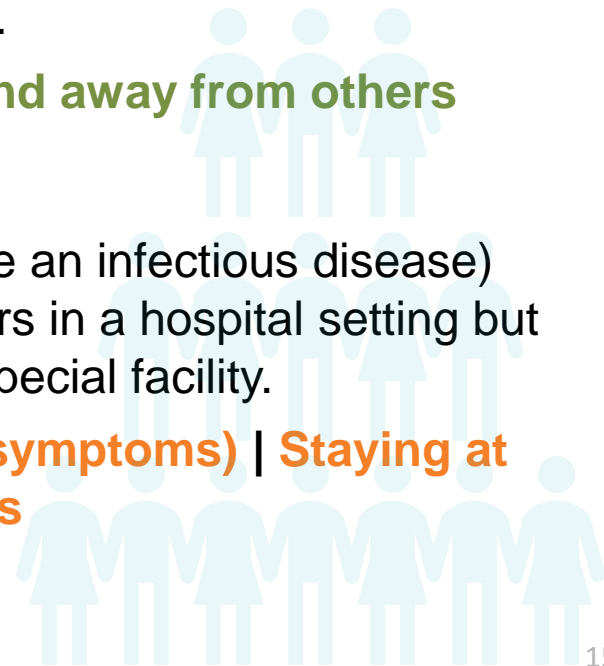 .
nd away from others
e an infectious disease)
rs in a hospital setting but
pecial facility.
symptoms) | Staying at
s